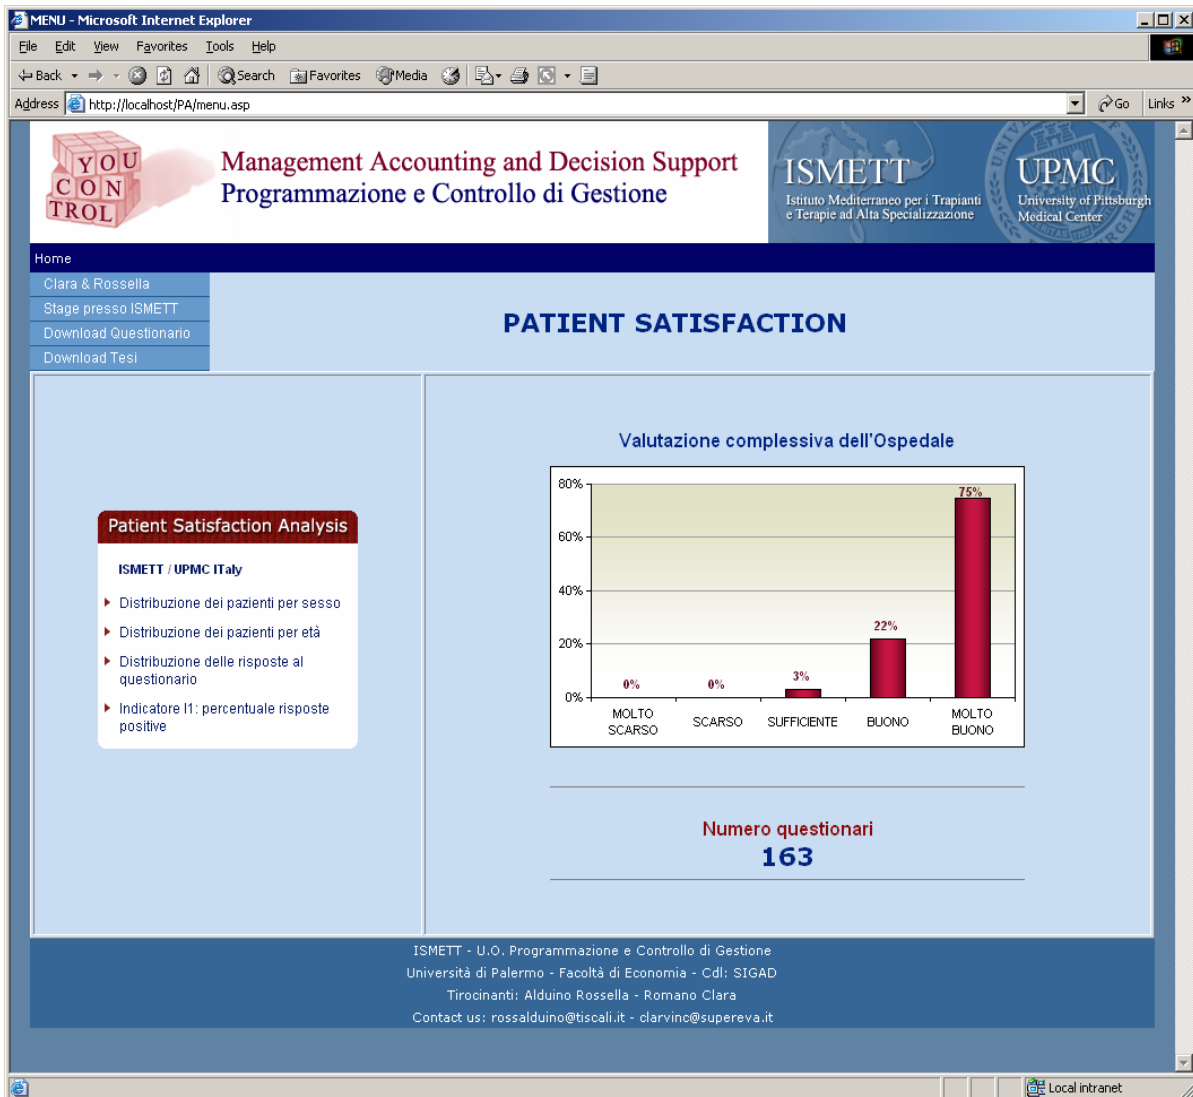 MENU - Microsoft Internet Explorer
File Edit View Favorites Tools Help
Back Search Favorites Media
Address http://localhost/PA/menu.asp Go Links »
YOU
CON
TROL
Management Accounting and Decision Support
Programmazione e Controllo di Gestione
ISMETT
Istituto Mediterraneo per i Trapianti
e Terapie ad Alta Specializzazione
UPMC
University of Pittsburgh
Medical Center
Home
Clara & Rossella
Stage presso ISMETT
Download Questionario
Download Tesi
PATIENT SATISFACTION
Patient Satisfaction Analysis
ISMETT / UPMC ITaly
Distribuzione dei pazienti per sesso
Distribuzione dei pazienti per età
Distribuzione delle risposte al
questionario
Indicatore I1: percentuale risposte
positive
Valutazione complessiva dell'Ospedale
80%
60%
40%
20%
0%
0%
0%
3%
22%
75%
MOLTO
SCARSO
SCARSO
SUFFICIENTE
BUONO
MOLTO
BUONO
Numero questionari
163
ISMETT - U.O. Programmazione e Controllo di Gestione
Università di Palermo - Facoltà di Economia - Cdl: SIGAD
Tirocinanti: Alduino Rossella - Romano Clara
Contact us: rossalduino@tiscali.it - clarvinc@supereva.it
Local intranet